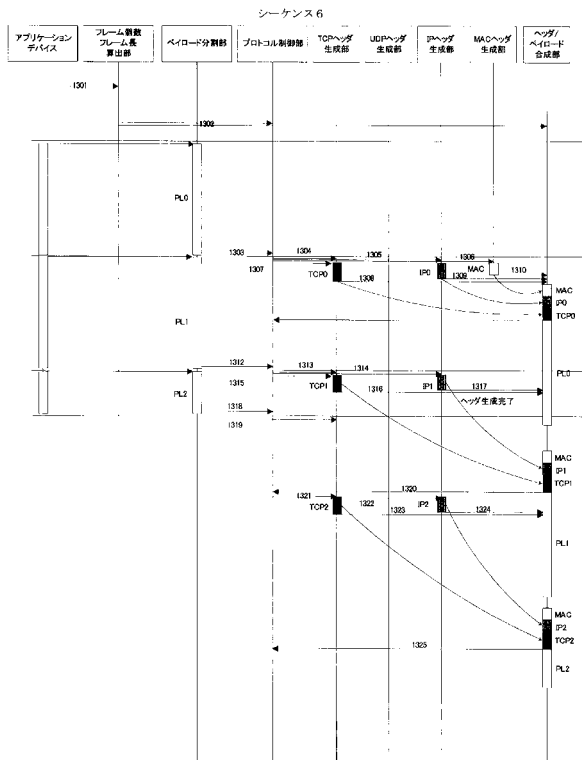 シーケンス6
アプリケーション
デバイス
フレーム個数
フレーム長
算出部
ペイロード分割部
プロトコル制御部
TCPヘッダ
生成部
UDPヘッダ
生成部
IPヘッダ
生成部
MACヘッダ
生成部
ヘッダ/
ペイロード
合成部
1301
1302
PL0
1303
1304
1305
1306
1307
TCP0
1308
IP0
1309
MAC
1310
MAC
IP0
TCP0
PL1
PL0
1312
1313
1314
1315
TCP1
1316
IP1
1317
PL2
ヘッダ生成完了
1318
1319
MAC
IP1
TCP1
1320
1321
TCP2
1322
1323
IP2
1324
PL1
MAC
IP2
TCP2
1325
PL2